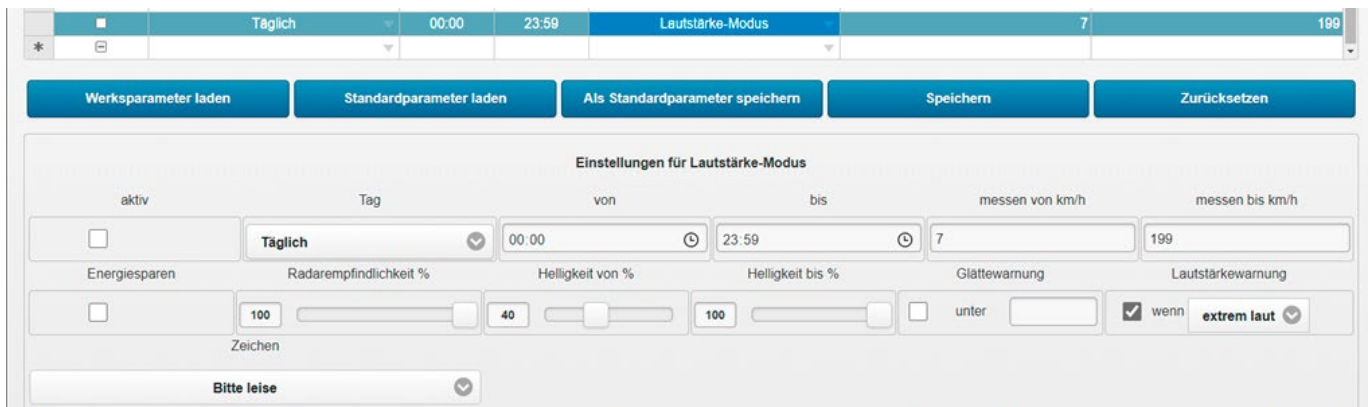 Täglich 00:00 23:59 Lautstärke-Modus 7 199
*
Werksparameter laden Standardparameter laden Als Standardparameter speichern Speichern Zurücksetzen
Einstellungen für Lautstärke-Modus
aktiv Tag von bis messen von km/h messen bis km/h
Täglich 00:00 23:59 7 199
Energiesparen Radarempfindlichkeit % Helligkeit von % Helligkeit bis % Glättewarnung Lautstärkewarnung
100 40 100 unter wenn extrem laut
Zeichen
Bitte leise